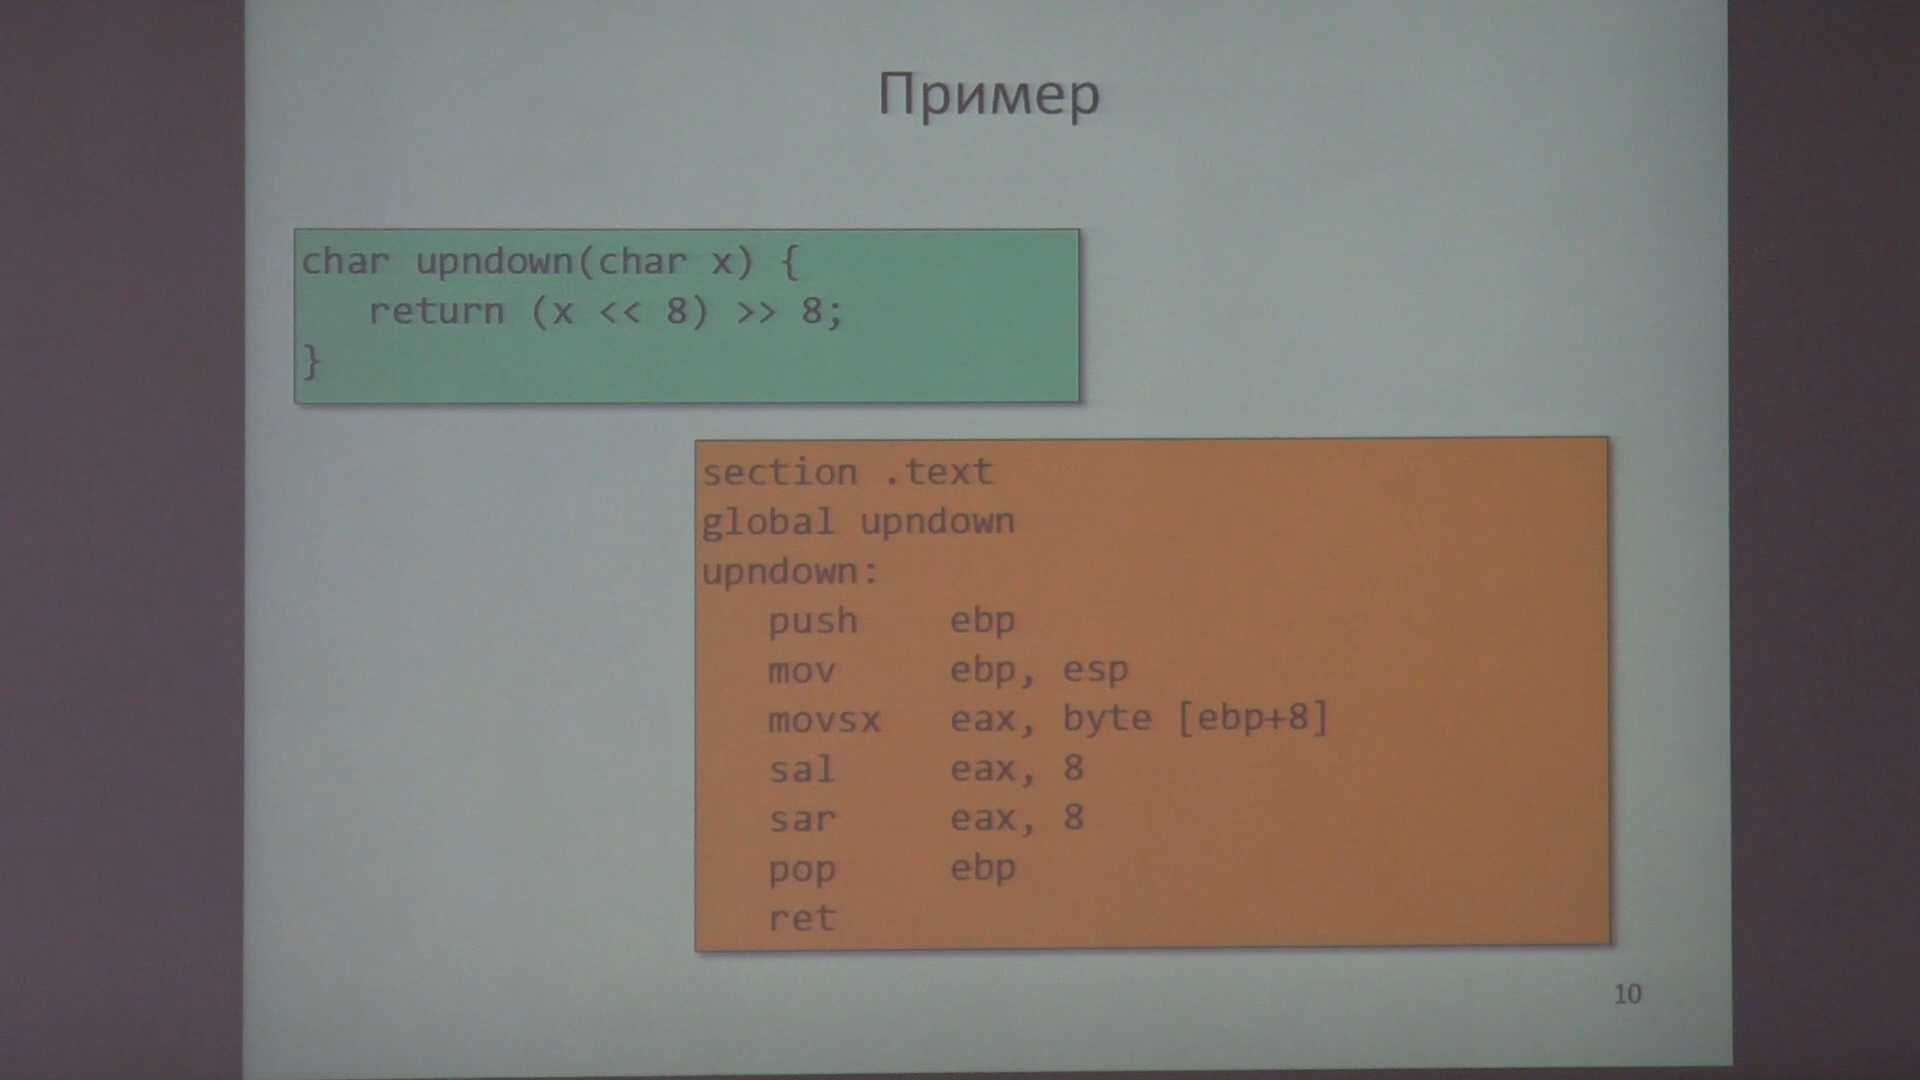 Пример
char upndown(char x) {
   return (x << 8) >> 8;
}
section .text
global upndown
upndown:
   push    ebp
   mov     ebp, esp
   movsx   eax, byte [ebp+8]
   sal     eax, 8
   sar     eax, 8
   pop     ebp
   ret
10